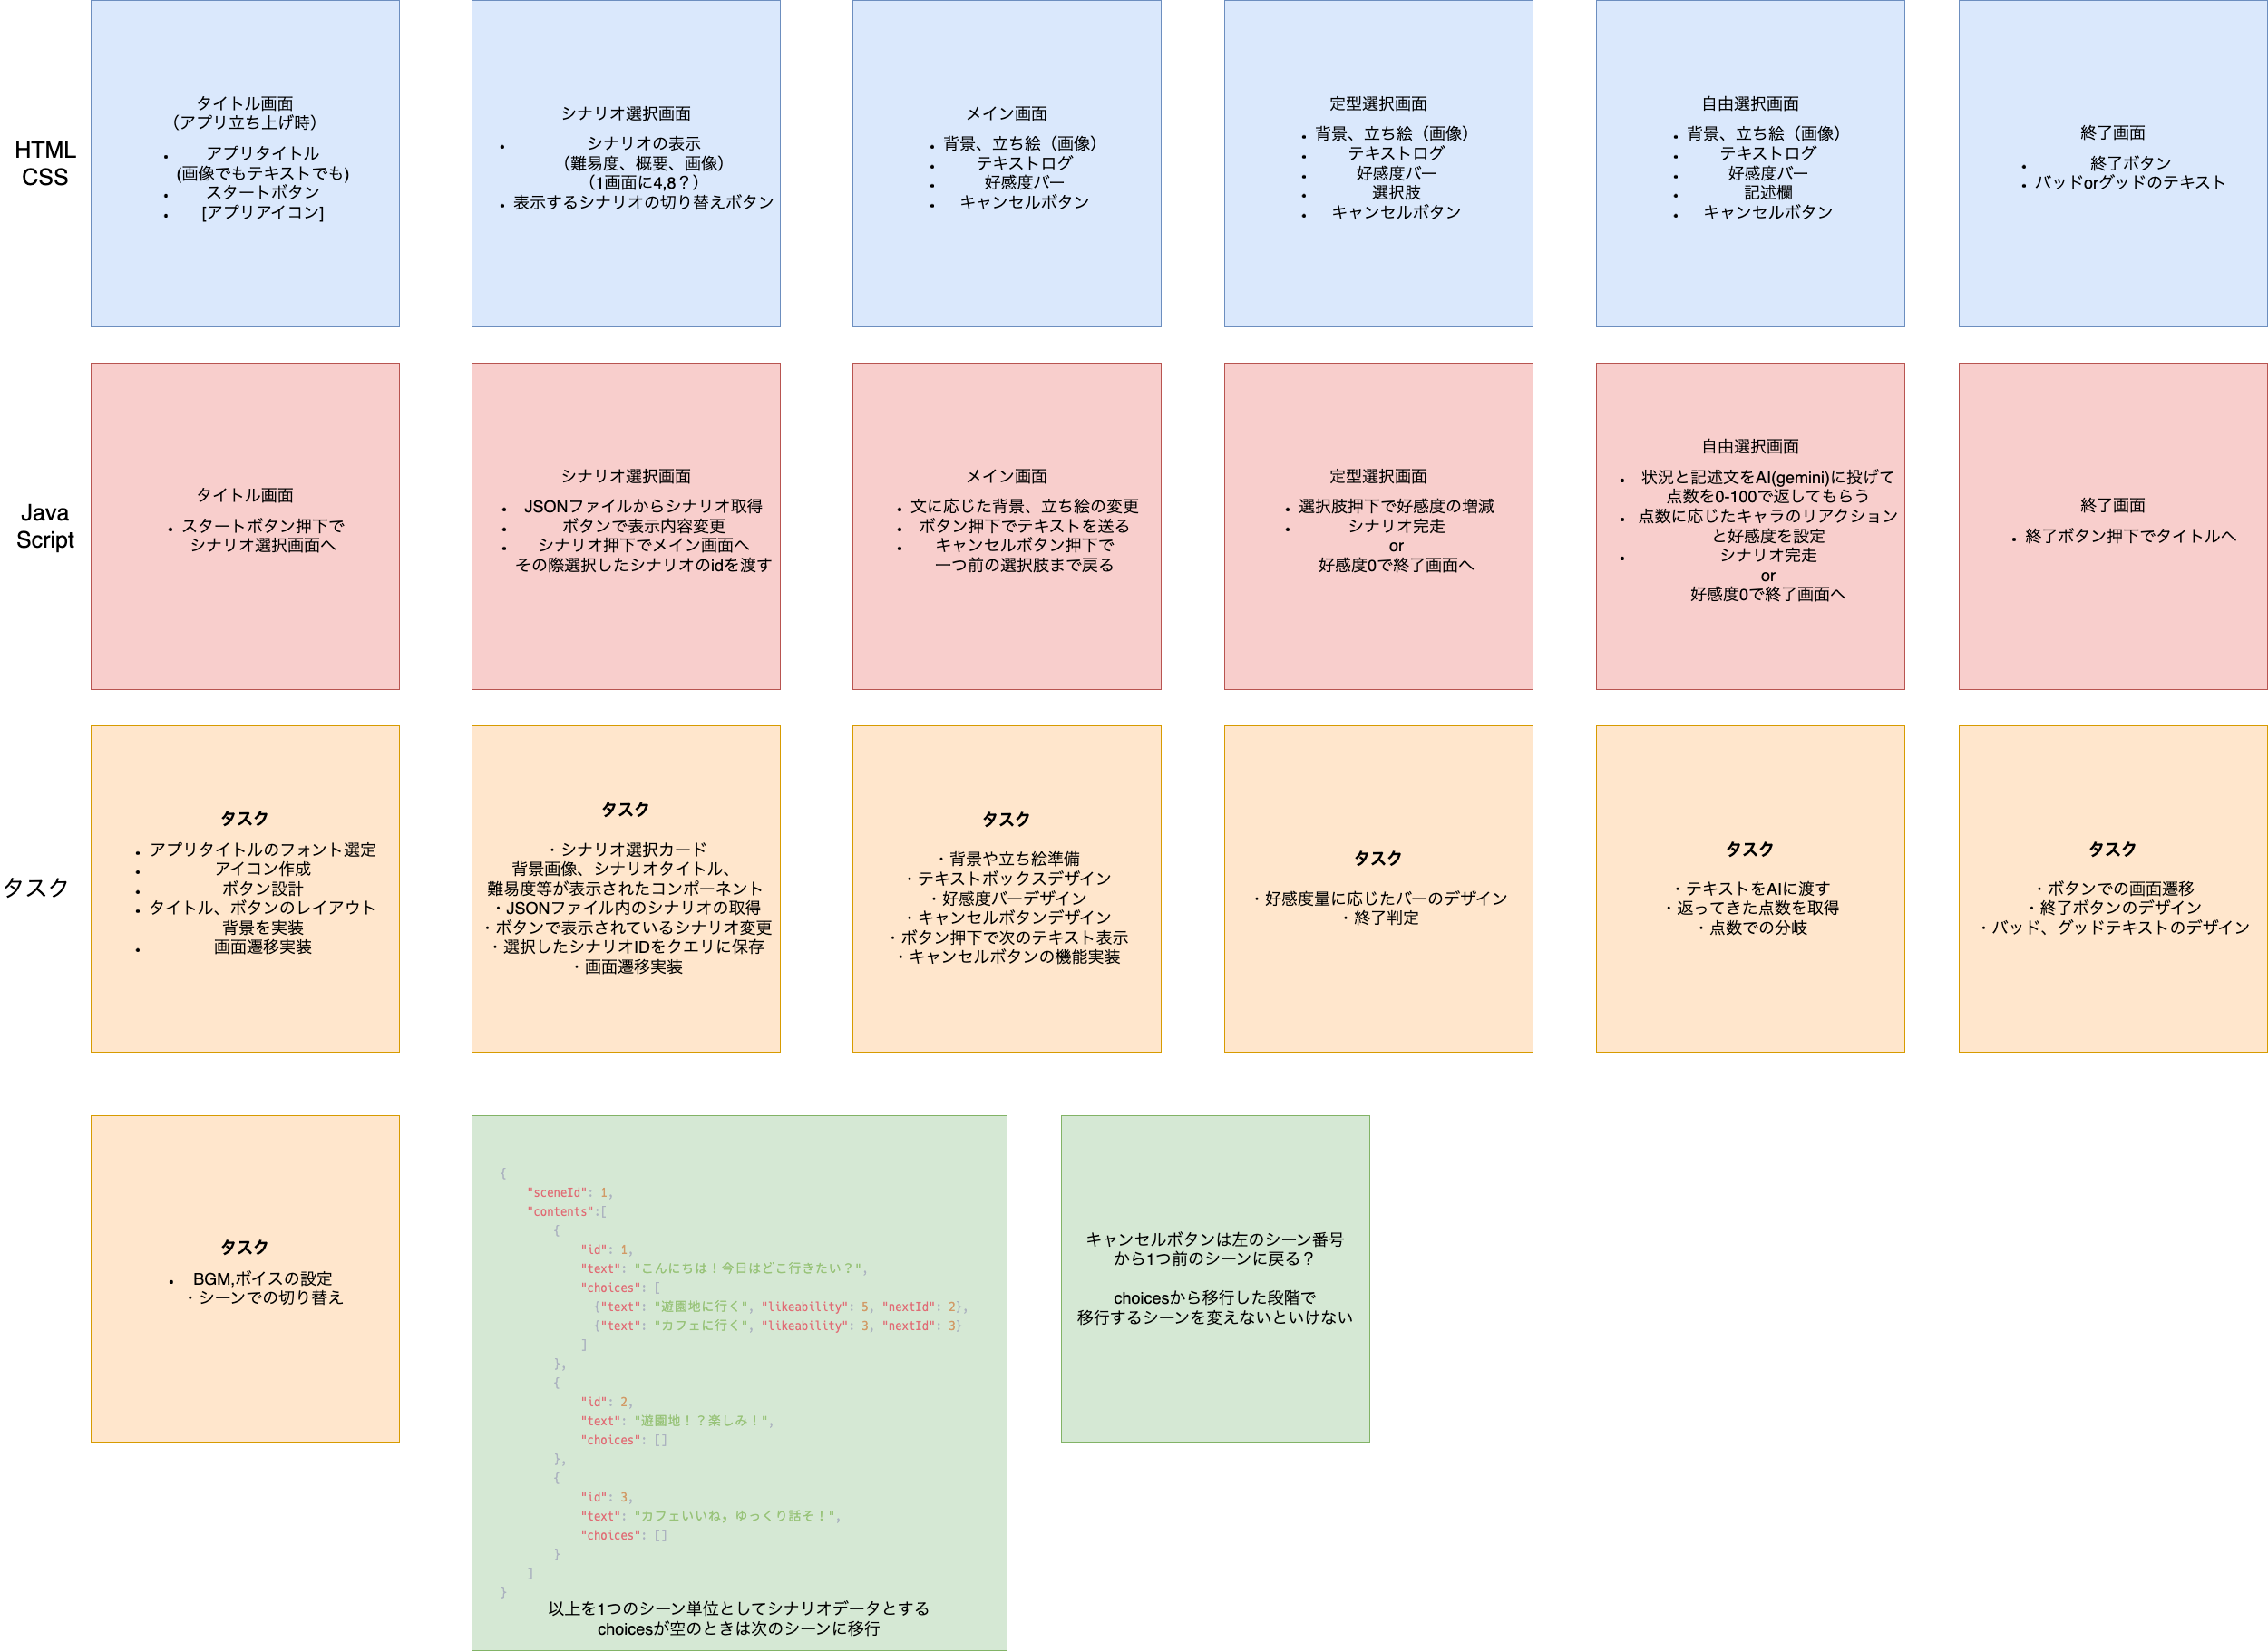 HTML
CSS
タイトル画面
（アプリ立ち上げ時）
• アプリタイトル
(画像でもテキストでも)
• スタートボタン
• [アプリアイコン]
シナリオ選択画面
• シナリオの表示
（難易度、概要、画像）
（1画面に4,8？）
• 表示するシナリオの切り替えボタン
メイン画面
• 背景、立ち絵（画像）
• テキストログ
• 好感度バー
• キャンセルボタン
定型選択画面
• 背景、立ち絵（画像）
• テキストログ
• 好感度バー
• 選択肢
• キャンセルボタン
自由選択画面
• 背景、立ち絵（画像）
• テキストログ
• 好感度バー
• 記述欄
• キャンセルボタン
終了画面
• 終了ボタン
• バッドorグッドのテキスト
Java
Script
タイトル画面
• スタートボタン押下で
シナリオ選択画面へ
シナリオ選択画面
• JSONファイルからシナリオ取得
• ボタンで表示内容変更
• シナリオ押下でメイン画面へ
その際選択したシナリオのidを渡す
メイン画面
• 文に応じた背景、立ち絵の変更
• ボタン押下でテキストを送る
• キャンセルボタン押下で
一つ前の選択肢まで戻る
定型選択画面
• 選択肢押下で好感度の増減
• シナリオ完走
or
好感度0で終了画面へ
自由選択画面
• 状況と記述文をAI(gemini)に投げて
点数を0-100で返してもらう
• 点数に応じたキャラのリアクション
と好感度を設定
• シナリオ完走
or
好感度0で終了画面へ
終了画面
• 終了ボタン押下でタイトルへ
タスク
タスク
• アプリタイトルのフォント選定
• アイコン作成
• ボタン設計
• タイトル、ボタンのレイアウト
背景を実装
• 画面遷移実装
タスク
・シナリオ選択カード
背景画像、シナリオタイトル、
難易度等が表示されたコンポーネント
・JSONファイル内のシナリオの取得
・ボタンで表示されているシナリオ変更
・選択したシナリオIDをクエリに保存
・画面遷移実装
タスク
・背景や立ち絵準備
・テキストボックスデザイン
・好感度バーデザイン
・キャンセルボタンデザイン
・ボタン押下で次のテキスト表示
・キャンセルボタンの機能実装
タスク
・好感度量に応じたバーのデザイン
・終了判定
タスク
・テキストをAIに渡す
・返ってきた点数を取得
・点数での分岐
タスク
・ボタンでの画面遷移
・終了ボタンのデザイン
・バッド、グッドテキストのデザイン
タスク
• BGM,ボイスの設定
・シーンでの切り替え
{
"sceneId": 1,
"contents":[
{
"id": 1,
"text": "こんにちは！今日はどこ行きたい？",
"choices": [
{"text": "遊園地に行く", "likeability": 5, "nextId": 2},
{"text": "カフェに行く", "likeability": 3, "nextId": 3}
]
},
{
"id": 2,
"text": "遊園地！？楽しみ！",
"choices": []
},
{
"id": 3,
"text": "カフェいいね，ゆっくり話そ！",
"choices": []
}
]
}
以上を1つのシーン単位としてシナリオデータとする
choicesが空のときは次のシーンに移行
キャンセルボタンは左のシーン番号
から1つ前のシーンに戻る？
choicesから移行した段階で
移行するシーンを変えないといけない